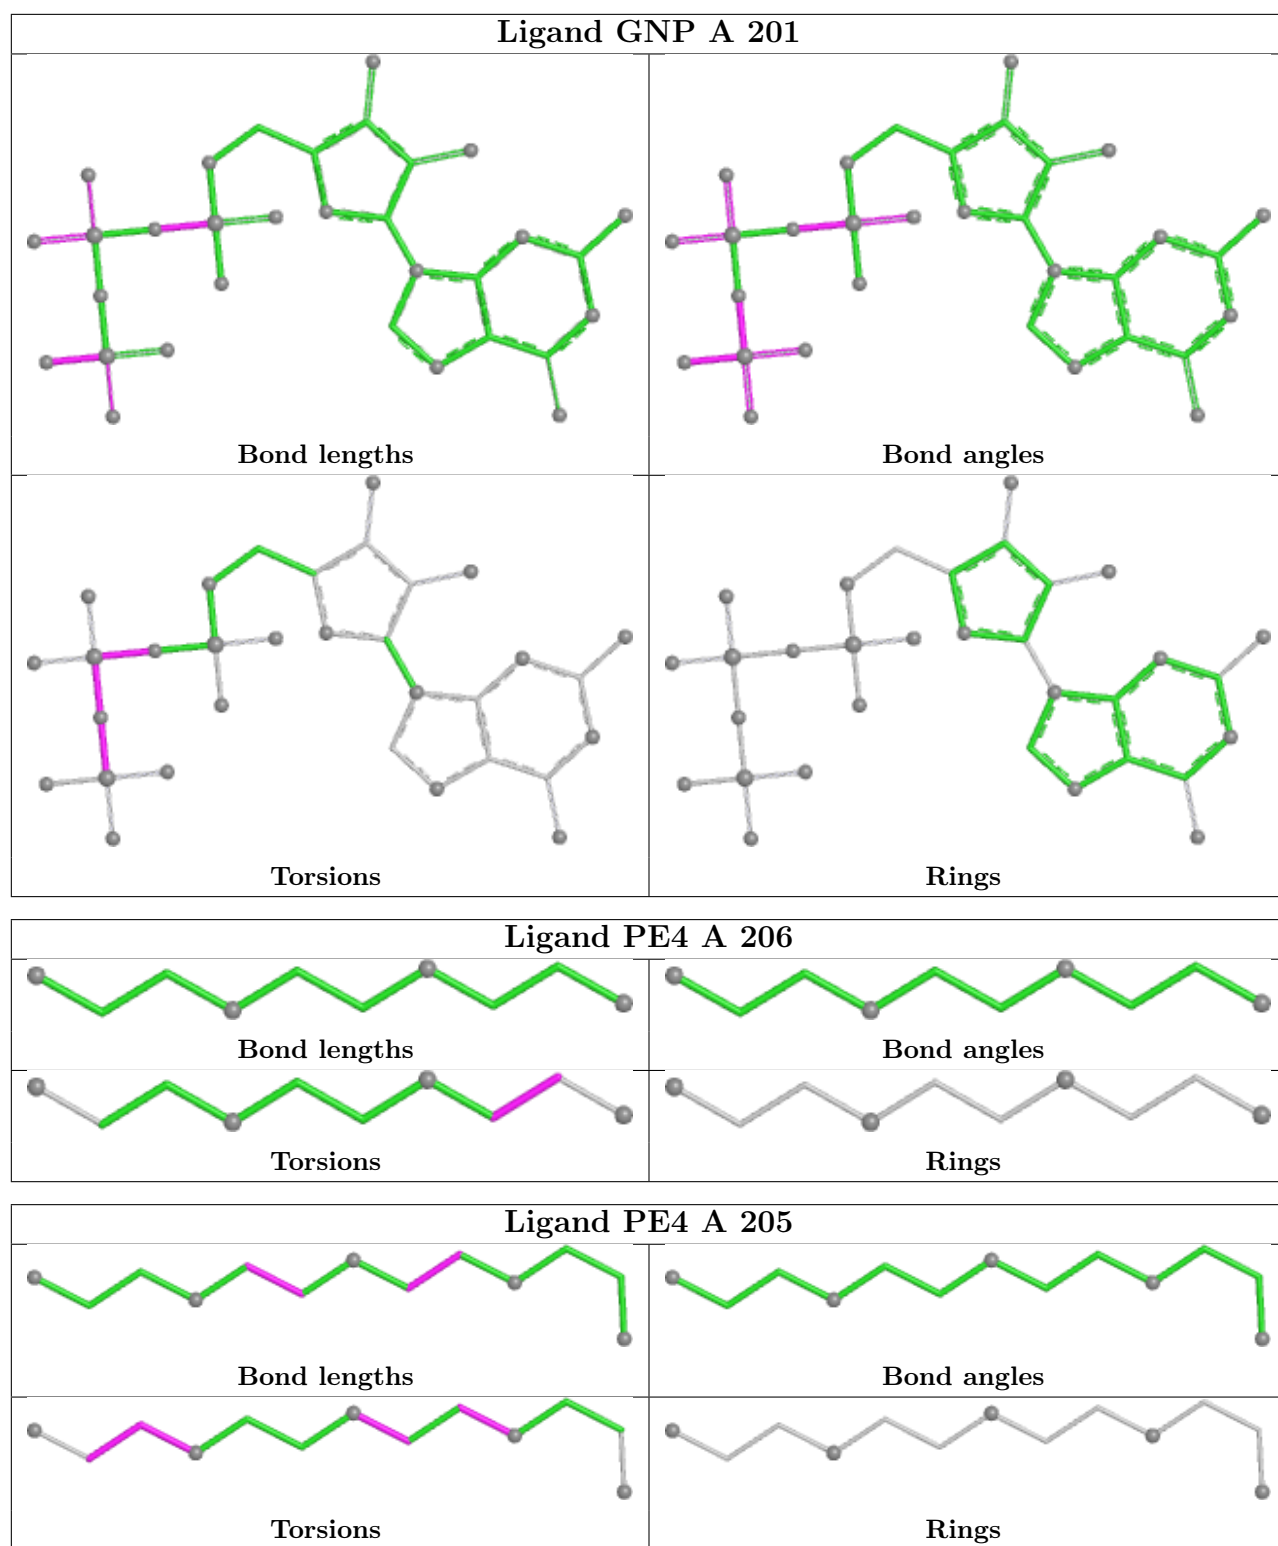 Ligand GNP A 201
Bond lengths
Bond angles
Torsions
Rings
Ligand PE4 A 206
Bond lengths
Bond angles
Torsions
Rings
Ligand PE4 A 205
Bond lengths
Bond angles
Torsions
Rings